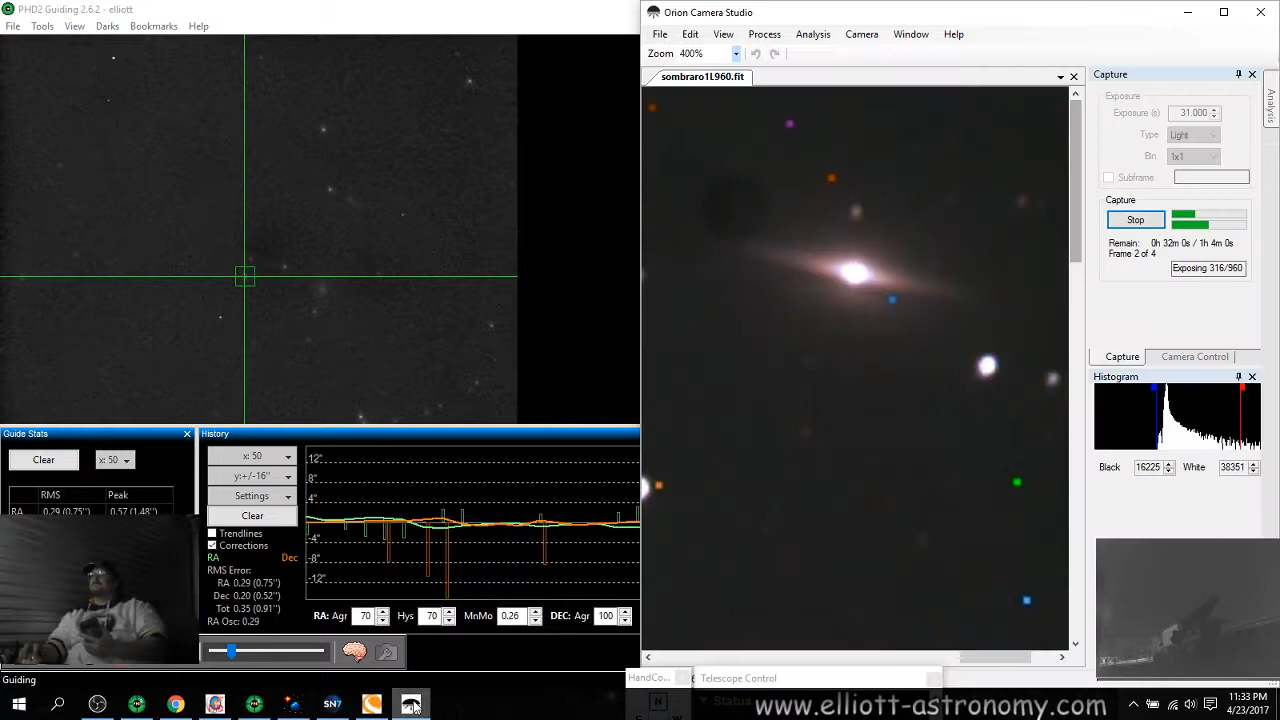 PHD2 Guiding 2.6.2 - elliott
File Tools View Darks Bookmarks Help
Guide Stats
Clear
x: 50
RMS Peak
RA 0.29 (0.75") 0.57 (1.48")
History
x: 50
y:+/-16"
Settings
Clear
Trendlines
Corrections
RA Dec
RMS Error:
RA 0.29 (0.75")
Dec 0.20 (0.52")
Tot 0.35 (0.91")
RA Osc: 0.29
12"
8"
4"
-4"
-8"
-12"
RA: Agr 70 Hys 70 MnMo 0.26 DEC: Agr 100
Guiding
Orion Camera Studio
File Edit View Process Analysis Camera Window Help
Zoom 400%
sombraro1L960.fit
Capture
Exposure
Exposure (s) 31.000
Type Light
Bin 1x1
Subframe
Capture
Stop
Remain: 0h 32m 0s / 1h 4m 0s
Frame 2 of 4
Exposing 316/960
Capture Camera Control
Analysis
Histogram
Black 16225 White 38351
HandCo...
Telescope Control
N
Status
www.elliott-astronomy.com
SN7
11:33 PM
4/23/2017